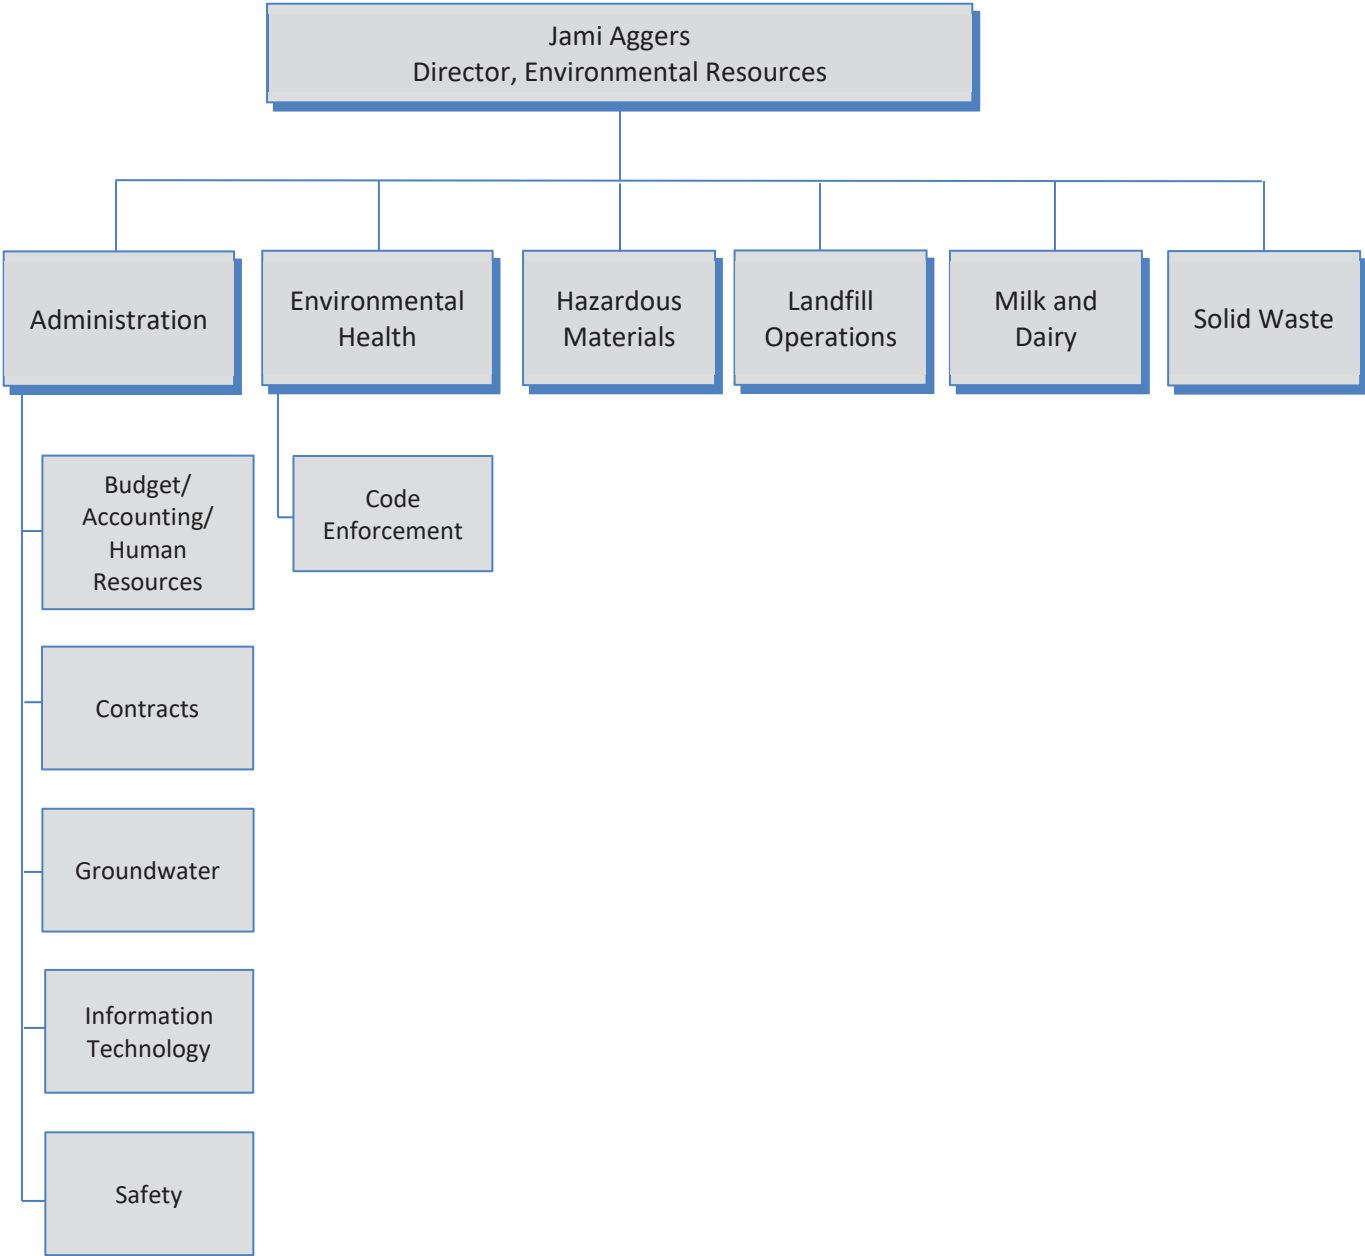 Jami Aggers
Director, Environmental Resources
Administration
Environmental
Health
Hazardous
Materials
Landfill
Operations
Milk and
Dairy
Solid Waste
Budget/
Accounting/
Human
Resources
Code
Enforcement
Contracts
Groundwater
Information
Technology
Safety